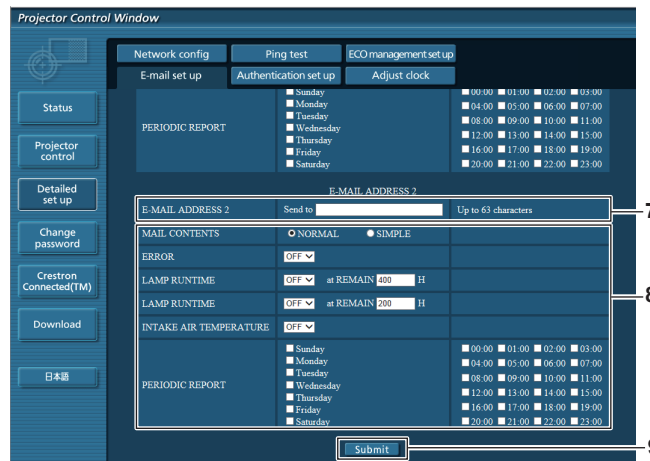 Projector Control Window
Network config Ping test ECO management set up
E-mail set up Authentication set up Adjust clock
Status
Projector control
Detailed set up
Change password
Crestron Connected(TM)
Download
日本語
PERIODIC REPORT
Sunday
Monday
Tuesday
Wednesday
Thursday
Friday
Saturday
00:00 01:00 02:00 03:00
04:00 05:00 06:00 07:00
08:00 09:00 10:00 11:00
12:00 13:00 14:00 15:00
16:00 17:00 18:00 19:00
20:00 21:00 22:00 23:00
E-MAIL ADDRESS 2
E-MAIL ADDRESS 2 Send to Up to 63 characters
7
MAIL CONTENTS NORMAL SIMPLE
ERROR OFF
LAMP RUNTIME OFF at REMAIN 400 H
8
LAMP RUNTIME OFF at REMAIN 200 H
INTAKE AIR TEMPERATURE OFF
PERIODIC REPORT
Sunday
Monday
Tuesday
Wednesday
Thursday
Friday
Saturday
00:00 01:00 02:00 03:00
04:00 05:00 06:00 07:00
08:00 09:00 10:00 11:00
12:00 13:00 14:00 15:00
16:00 17:00 18:00 19:00
20:00 21:00 22:00 23:00
Submit
9